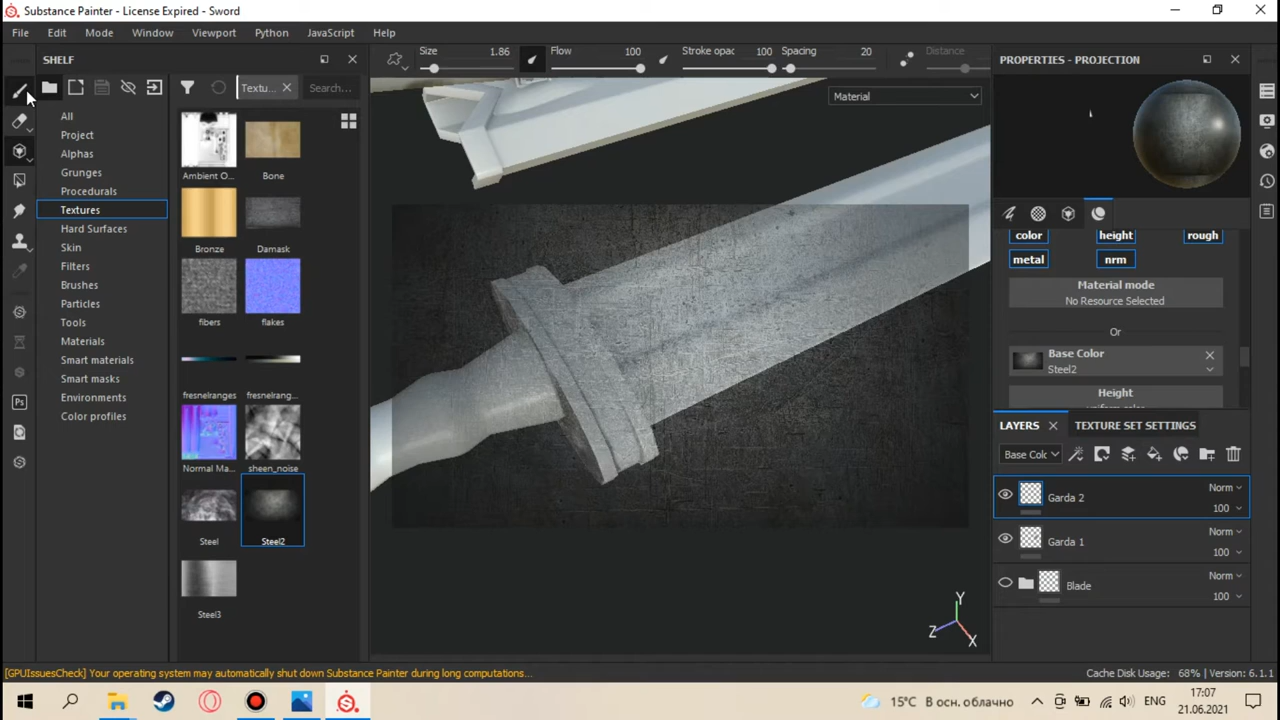 Substance Painter - License Expired - Sword
File Edit Mode Window Viewport Python JavaScript Help
SHELF
Size 1.86 Flow 100 Stroke opac 100 Spacing 20 Distance
PROPERTIES - PROJECTION
Textu... Search...
Material
All
Project
Alphas
Grunges
Procedurals
Textures
Hard Surfaces
Skin
Filters
Brushes
Particles
Tools
Materials
Smart materials
Smart masks
Environments
Color profiles
Ambient O... Bone
Bronze Damask
fibers flakes
fresnelranges fresnelrang...
Normal Ma... sheen_noise
Steel Steel2
Steel3
color height rough
metal nrm
Material mode
No Resource Selected
Or
Base Color
Steel2
Height
uniform color
LAYERS TEXTURE SET SETTINGS
Base Colc
Garda 2 Norm 100
Garda 1 Norm 100
Blade Norm 100
Y
Z X
Ps
[GPUIssuesCheck] Your operating system may automatically shut down Substance Painter during long computations...
Cache Disk Usage: 68% | Version: 6.1.1
15°C В осн. облачно
ENG
17:07
21.06.2021